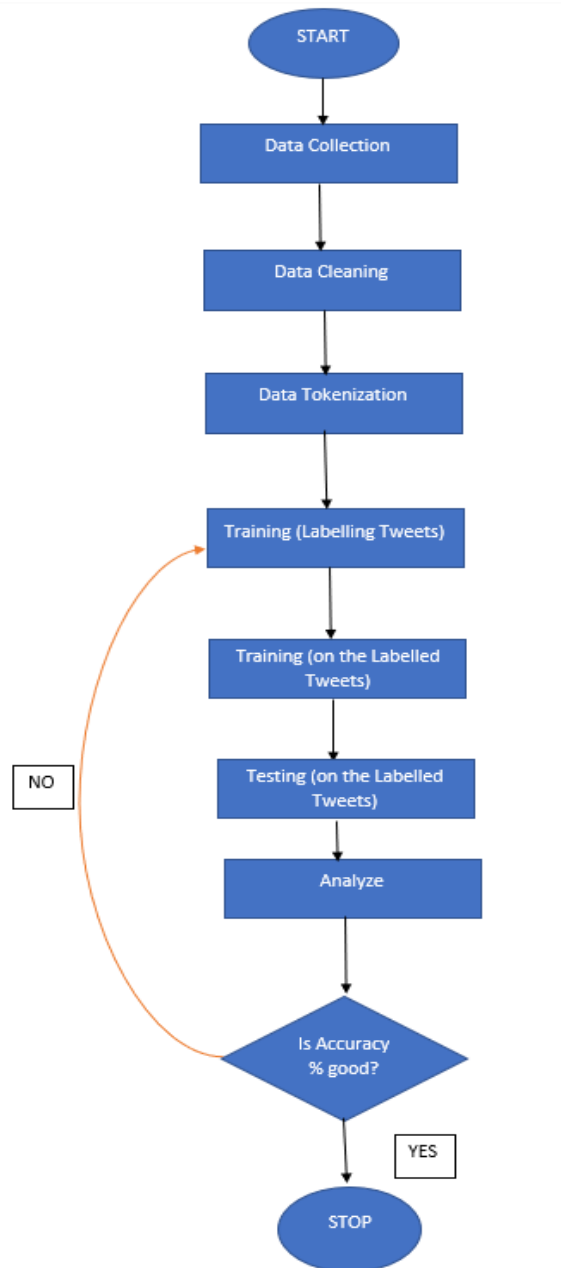 START
Data Collection
Data Cleaning
Data Tokenization
Training (Labelling Tweets)
Training (on the Labelled
Tweets)
NO
Testing (on the Labelled
Tweets)
Analyze
Is Accuracy
% good?
YES
STOP